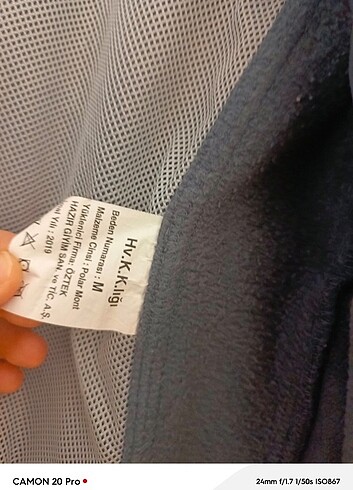 Hv.K.K.lığı
Beden Numarası : M
Malzeme Cinsi : Polar Mont
Yüklenici Firma: ÖZTEK
HAZIR GİYİM SAN. ve TİC. A.Ş.
Yılı : 2019
CAMON 20 Pro
24mm f/1.7 1/50s ISO867